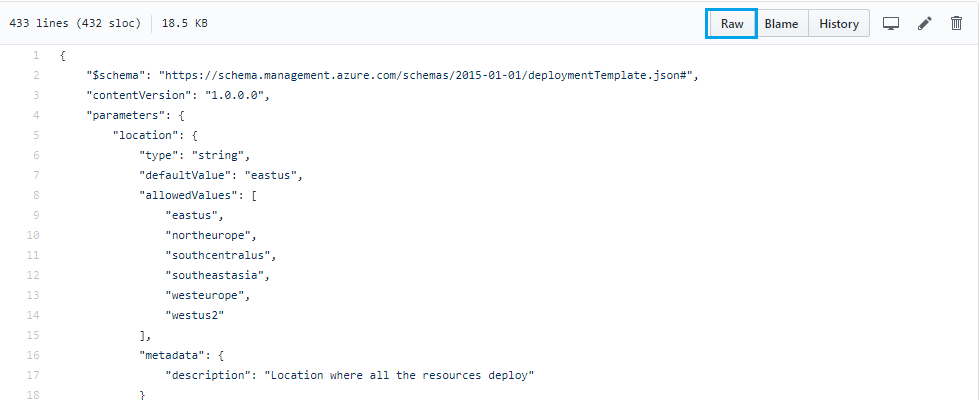 433 lines (432 sloc) 18.5 KB Raw Blame History
1 {
2 "$schema": "https://schema.management.azure.com/schemas/2015-01-01/deploymentTemplate.json#",
3 "contentVersion": "1.0.0.0",
4 "parameters": {
5 "location": {
6 "type": "string",
7 "defaultValue": "eastus",
8 "allowedValues": [
9 "eastus",
10 "northeurope",
11 "southcentralus",
12 "southeastasia",
13 "westeurope",
14 "westus2"
15 ],
16 "metadata": {
17 "description": "Location where all the resources deploy"
18 }